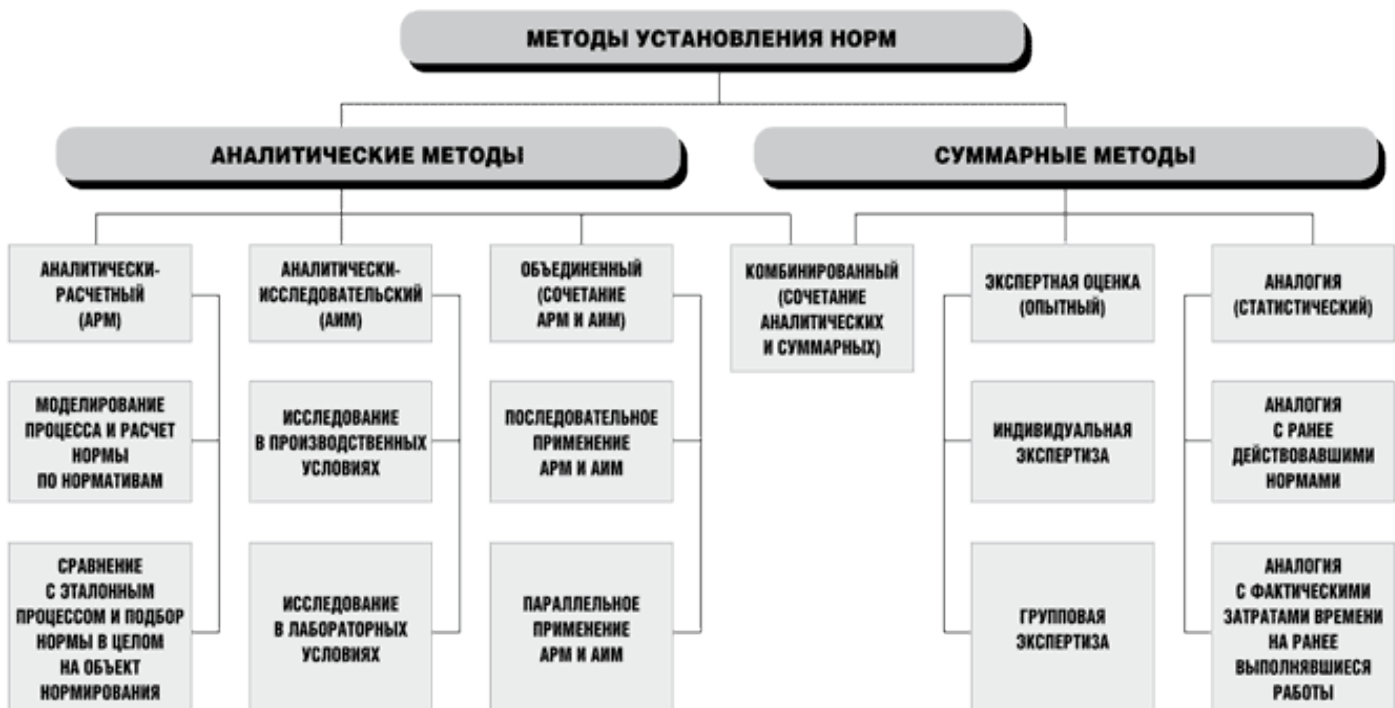 МЕТОДЫ УСТАНОВЛЕНИЯ НОРМ
АНАЛИТИЧЕСКИЕ МЕТОДЫ
СУММАРНЫЕ МЕТОДЫ
АНАЛИТИЧЕСКИ-
РАСЧЕТНЫЙ
(АРМ)
АНАЛИТИЧЕСКИ-
ИССЛЕДОВАТЕЛЬСКИЙ
(АИМ)
ОБЪЕДИНЕННЫЙ
(СОЧЕТАНИЕ
АРМ И АИМ)
КОМБИНИРОВАННЫЙ
(СОЧЕТАНИЕ
АНАЛИТИЧЕСКИХ
И СУММАРНЫХ)
ЭКСПЕРТНАЯ ОЦЕНКА
(ОПЫТНЫЙ)
АНАЛОГИЯ
(СТАТИСТИЧЕСКИЙ)
МОДЕЛИРОВАНИЕ
ПРОЦЕССА И РАСЧЕТ
НОРМЫ
ПО НОРМАТИВАМ
ИССЛЕДОВАНИЕ
В ПРОИЗВОДСТВЕННЫХ
УСЛОВИЯХ
ПОСЛЕДОВАТЕЛЬНОЕ
ПРИМЕНЕНИЕ
АРМ И АИМ
ИНДИВИДУАЛЬНАЯ
ЭКСПЕРТИЗА
АНАЛОГИЯ
С РАНЕЕ
ДЕЙСТВОВАВШИМИ
НОРМАМИ
СРАВНЕНИЕ
С ЭТАЛОННЫМ
ПРОЦЕССОМ И ПОДБОР
НОРМЫ В ЦЕЛОМ
НА ОБЪЕКТ
НОРМИРОВАНИЯ
ИССЛЕДОВАНИЕ
В ЛАБОРАТОРНЫХ
УСЛОВИЯХ
ПАРАЛЛЕЛЬНОЕ
ПРИМЕНЕНИЕ
АРМ И АИМ
ГРУППОВАЯ
ЭКСПЕРТИЗА
АНАЛОГИЯ
С ФАКТИЧЕСКИМИ
ЗАТРАТАМИ ВРЕМЕНИ
НА РАНЕЕ
ВЫПОЛНЯВШИЕСЯ
РАБОТЫ